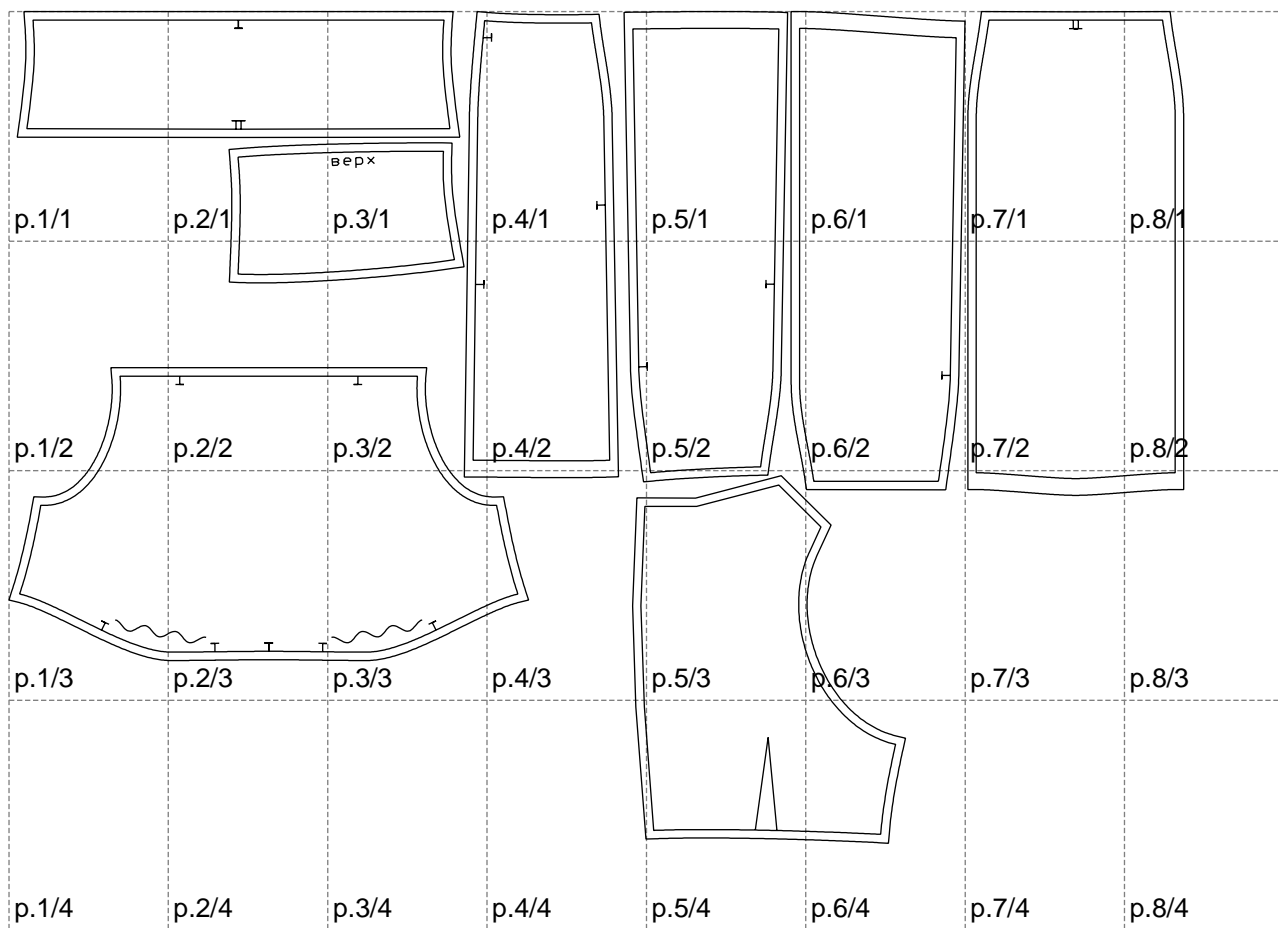 верх
p.1/1 p.2/1 p.3/1 p.4/1 p.5/1 p.6/1 p.7/1 p.8/1
p.1/2 p.2/2 p.3/2 p.4/2 p.5/2 p.6/2 p.7/2 p.8/2
p.1/3 p.2/3 p.3/3 p.4/3 p.5/3 p.6/3 p.7/3 p.8/3
p.1/4 p.2/4 p.3/4 p.4/4 p.5/4 p.6/4 p.7/4 p.8/4